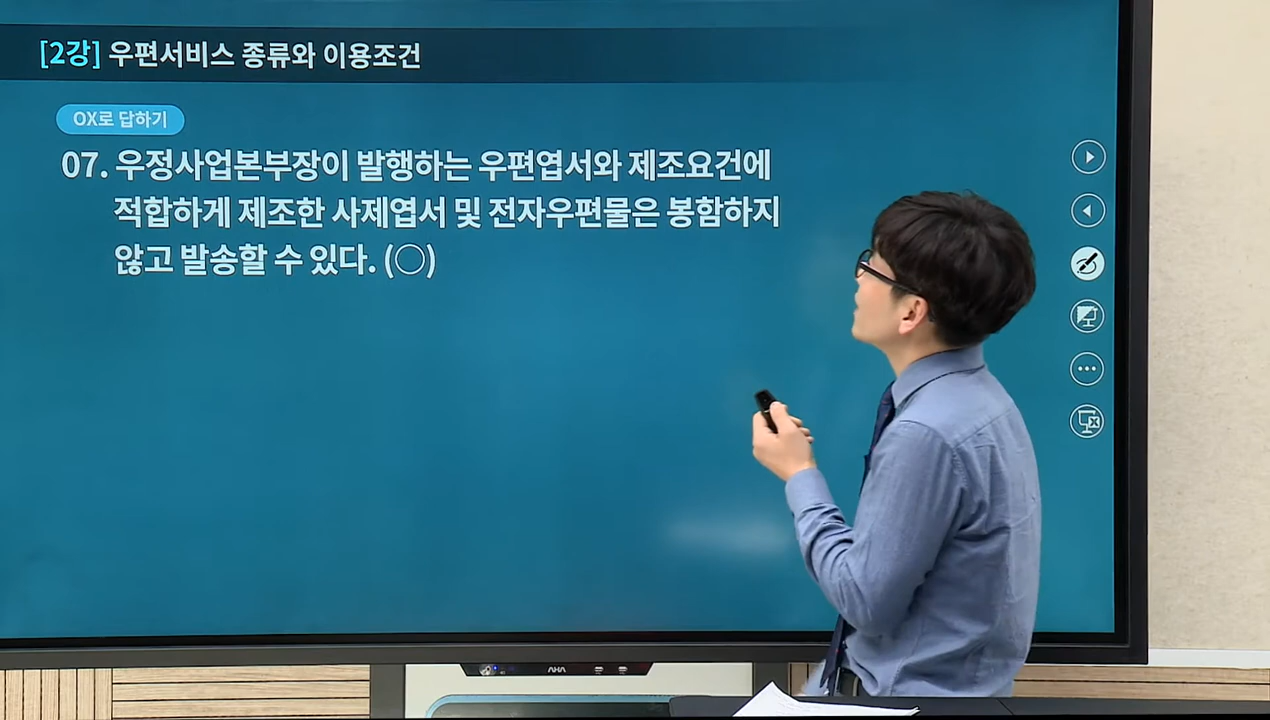 [2강] 우편서비스 종류와 이용조건
OX로 답하기
07. 우정사업본부장이 발행하는 우편엽서와 제조요건에
적합하게 제조한 사제엽서 및 전자우편물은 봉함하지
않고 발송할 수 있다. (○)
AHA